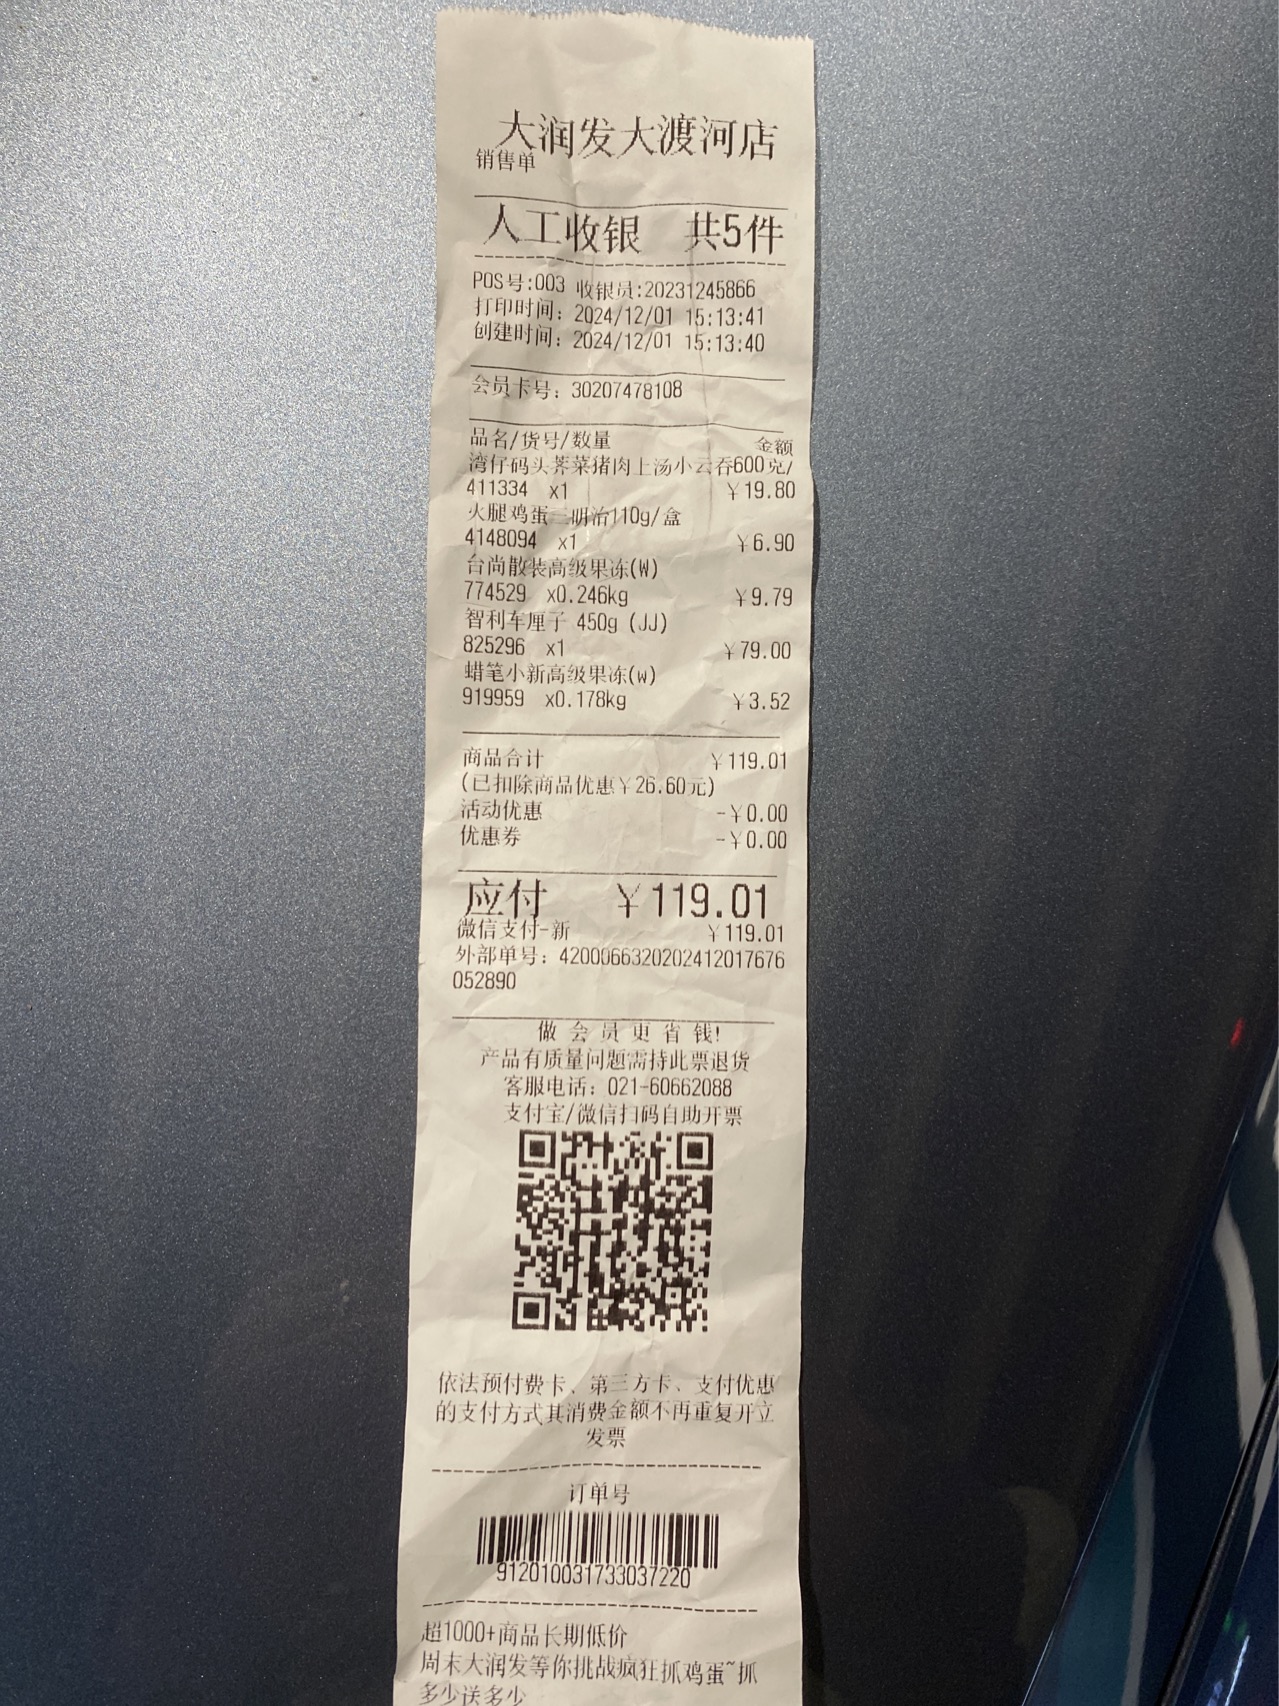 大润发大渡河店
销售单
人工收银 共5件
POS号:003 收银员:20231245866
打印时间: 2024/12/01 15:13:41
创建时间: 2024/12/01 15:13:40
会员卡号: 30207478108
品名/货号/数量 金额
湾仔码头荠菜猪肉上汤小云吞600克/
411334 x1 ￥19.80
火腿鸡蛋三明治110g/盒
4148094 x1 ￥6.90
台尚散装高级果冻(W)
774529 x0.246kg ￥9.79
智利车厘子 450g (JJ)
825296 x1 ￥79.00
蜡笔小新高级果冻(w)
919959 x0.178kg ￥3.52
商品合计 ￥119.01
(已扣除商品优惠￥26.60元)
活动优惠 -￥0.00
优惠券 -￥0.00
应付 ￥119.01
微信支付-新 ￥119.01
外部单号: 4200066320202412017676
052890
做 会 员 更 省 钱!
产品有质量问题需持此票退货
客服电话: 021-60662088
支付宝/微信扫码自助开票
依法预付费卡、第三方卡、支付优惠
的支付方式其消费金额不再重复开立
发票
订单号
912010031733037220
超1000+商品长期低价
周末大润发等你挑战疯狂抓鸡蛋~抓
多少送多少